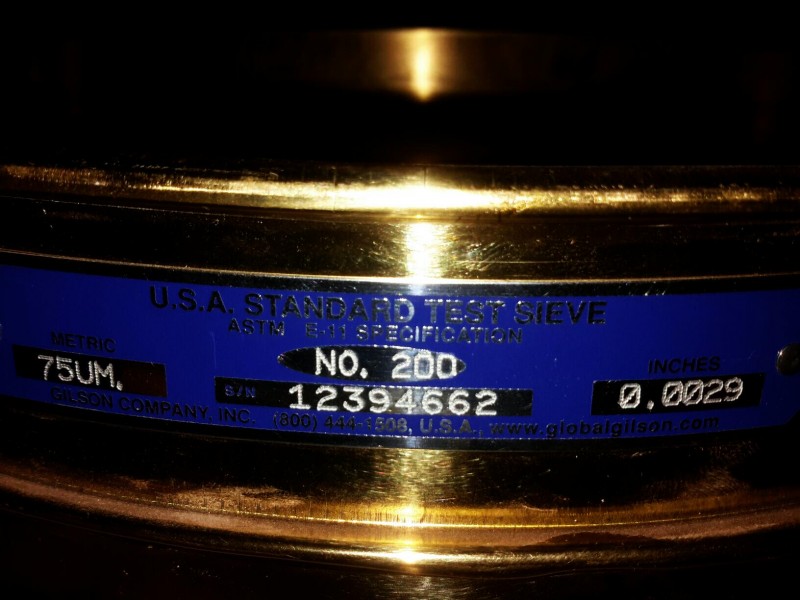 U.S.A. STANDARD TEST SIEVE
ASTM E-11 SPECIFICATION
METRIC
75UM.
NO. 200
INCHES
0.0029
S/N 12394662
GILSON COMPANY, INC. (800) 444-1508, U.S.A., www.globalgilson.com